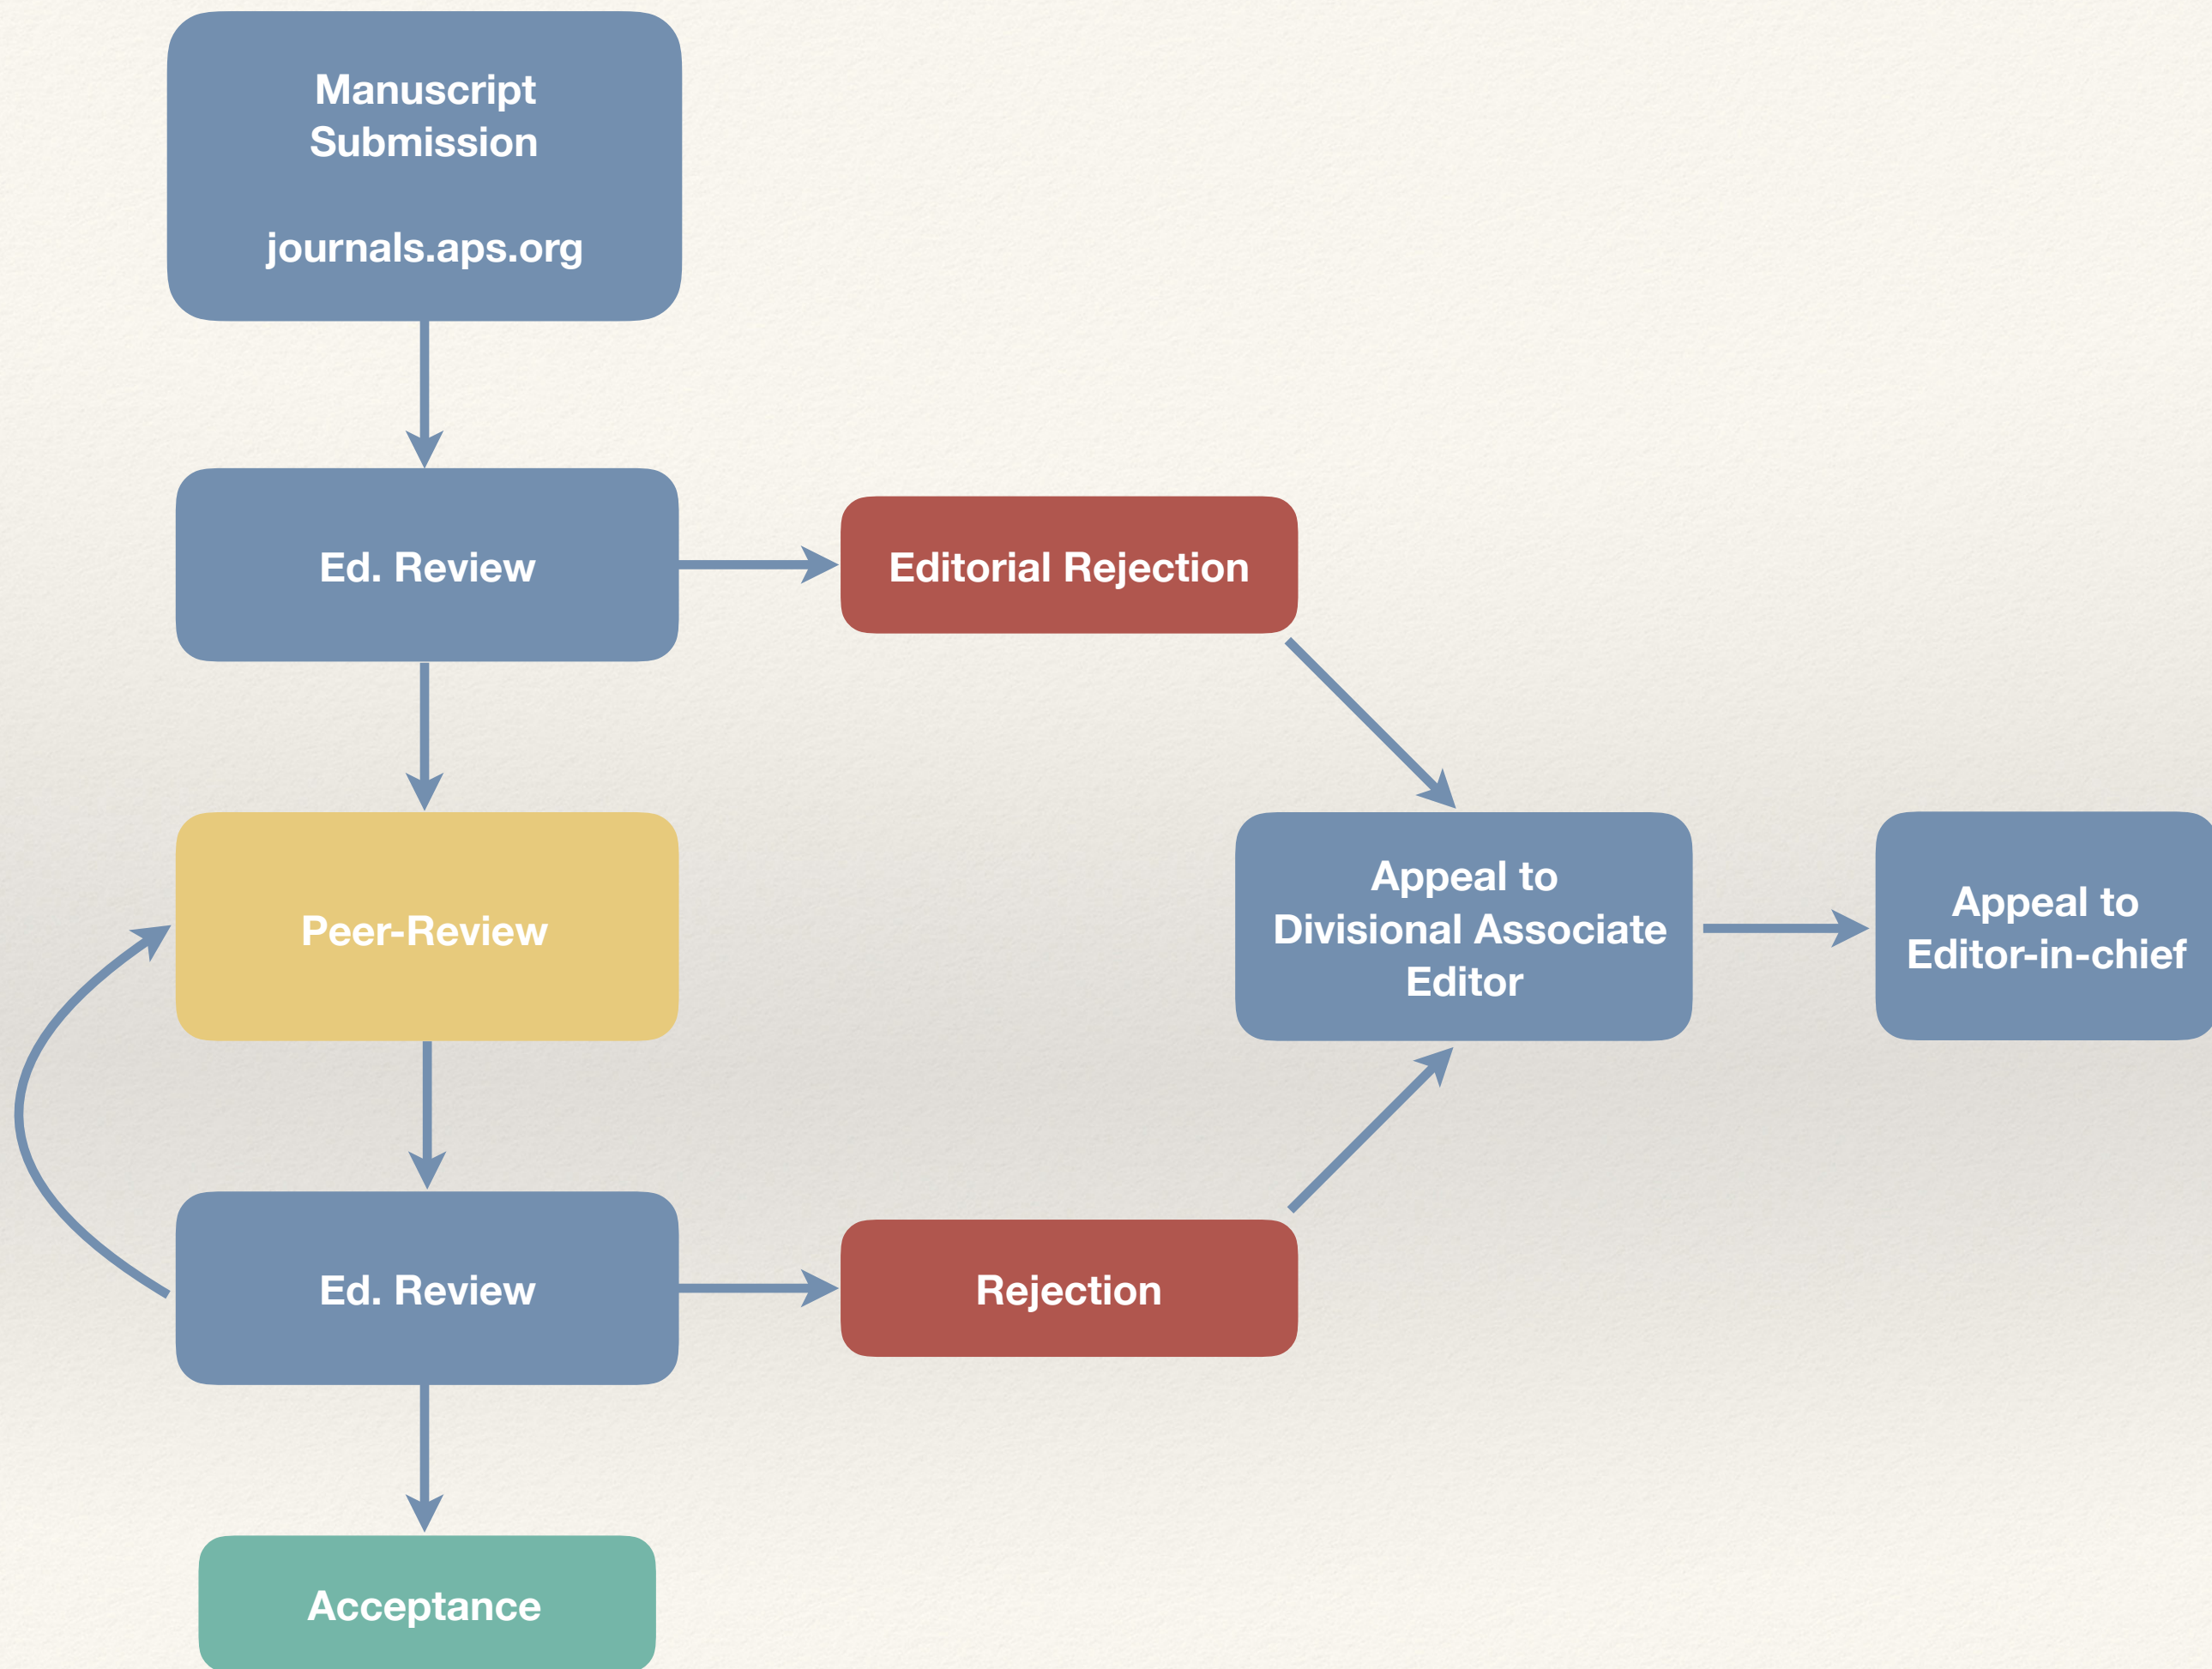 Manuscript
Submission
journals.aps.org
Ed. Review
Editorial Rejection
Peer-Review
Appeal to
Divisional Associate
Editor
Appeal to
Editor-in-chief
Ed. Review
Rejection
Acceptance